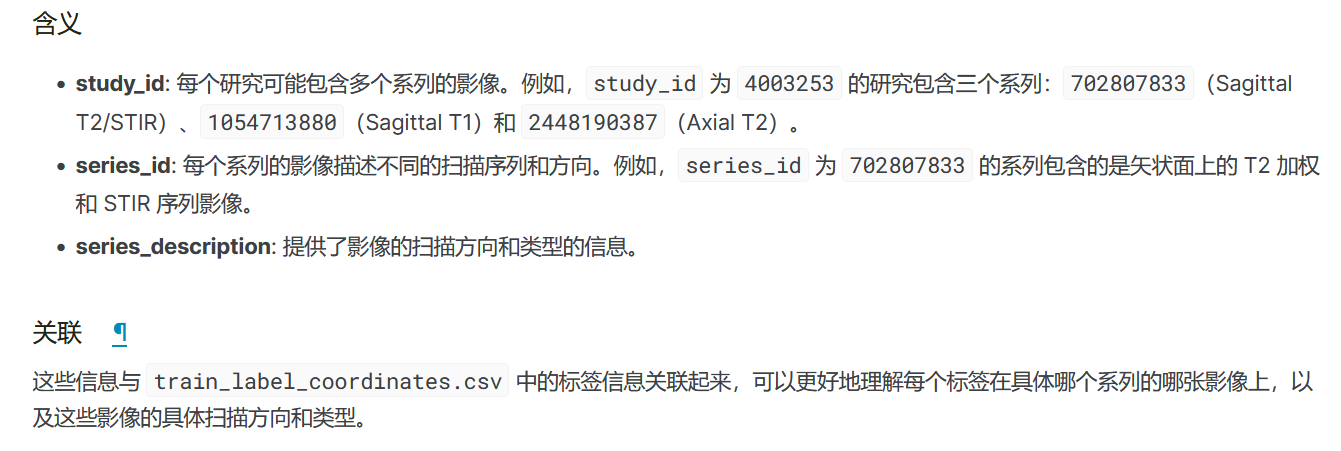 含义
• study_id: 每个研究可能包含多个系列的影像。例如， study_id 为 4003253 的研究包含三个系列： 702807833 （Sagittal
T2/STIR）、 1054713880 （Sagittal T1）和 2448190387 （Axial T2）。
• series_id: 每个系列的影像描述不同的扫描序列和方向。例如， series_id 为 702807833 的系列包含的是矢状面上的 T2 加权
和 STIR 序列影像。
• series_description: 提供了影像的扫描方向和类型的信息。
关联 ¶
这些信息与 train_label_coordinates.csv 中的标签信息关联起来，可以更好地理解每个标签在具体哪个系列的哪张影像上，以
及这些影像的具体扫描方向和类型。